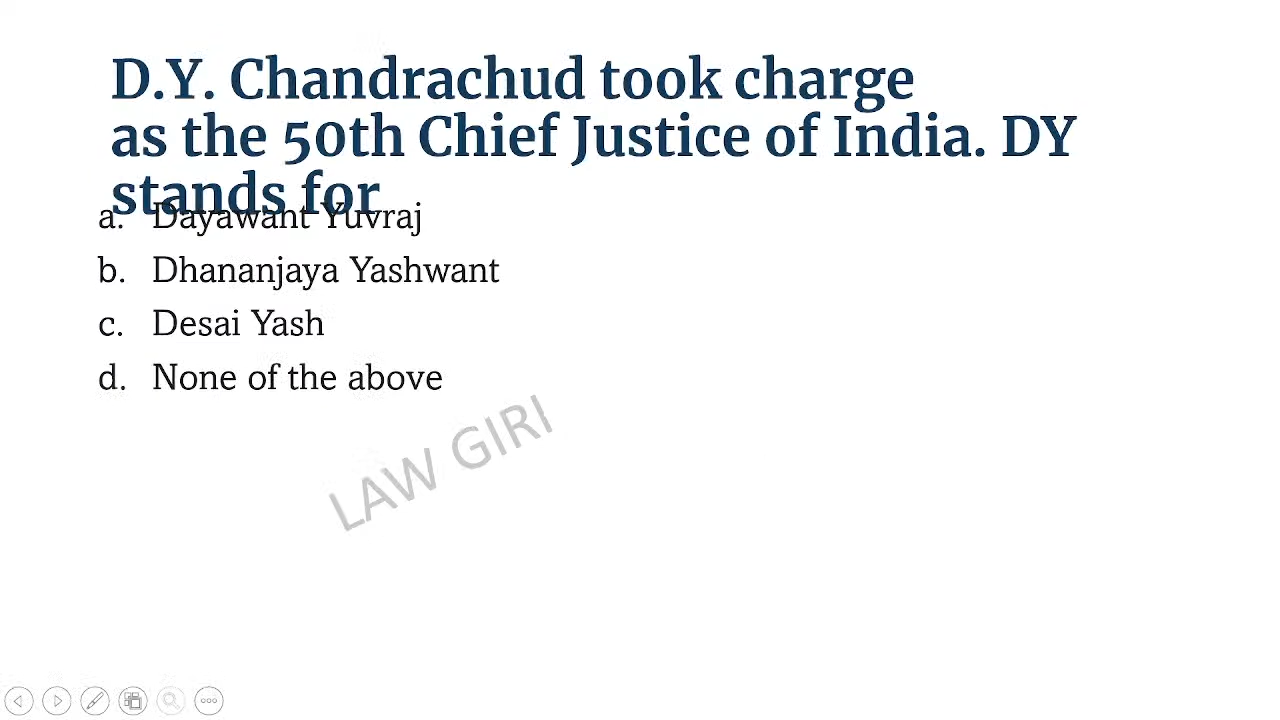 D.Y. Chandrachud took charge
as the 50th Chief Justice of India. DY
stands for
a. Dayawant Yuvraj
b. Dhananjaya Yashwant
c. Desai Yash
d. None of the above
LAW GIRI